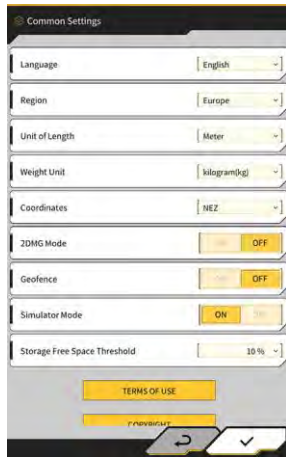 Common Settings
Language English
Region Europe
Unit of Length Meter
Weight Unit kilogram(kg)
Coordinates NEZ
2DMG Mode OFF
Geofence OFF
Simulator Mode ON
Storage Free Space Threshold 10 %
TERMS OF USE
COPYRIGHT